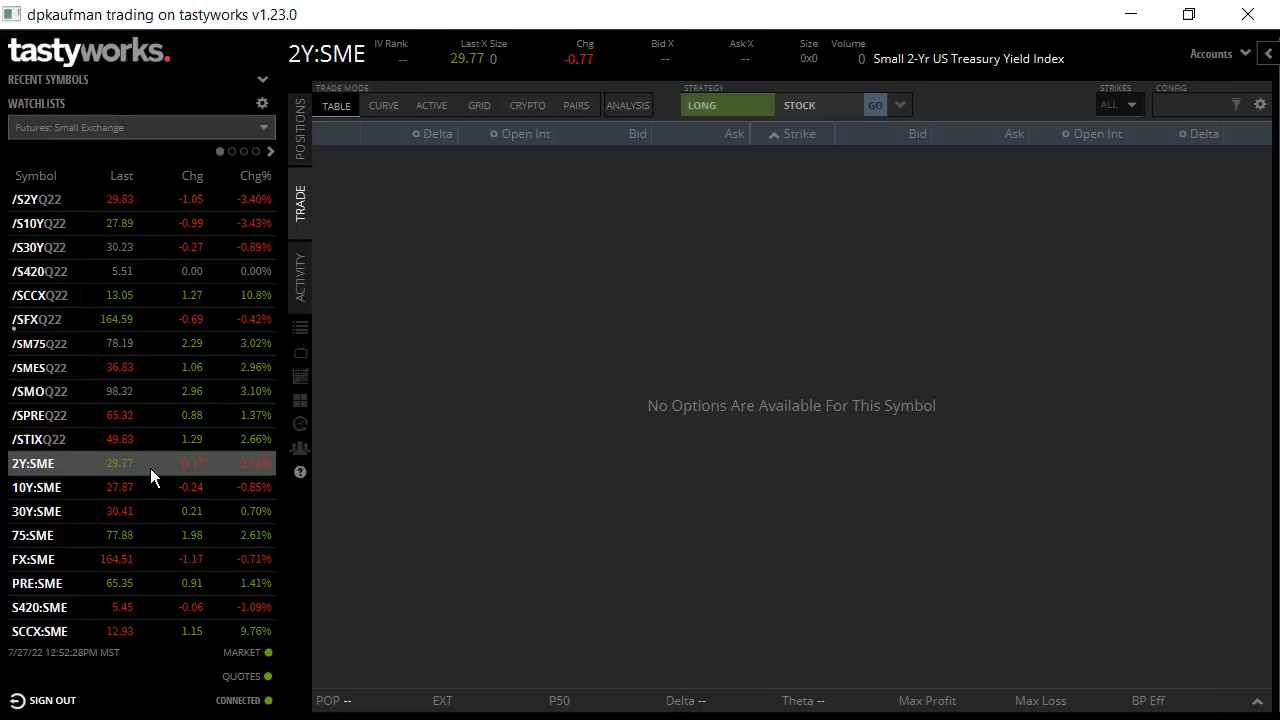 dpkaufman trading on tastyworks v1.23.0
tastyworks.
RECENT SYMBOLS
WATCHLISTS
Futures: Small Exchange
Symbol Last Chg Chg%
/S2YQ22 29.83 -1.05 -3.40%
/S10YQ22 27.89 -0.99 -3.43%
/S30YQ22 30.23 -0.27 -0.89%
/S420Q22 5.51 0.00 0.00%
/SCCXQ22 13.05 1.27 10.8%
/SFXQ22 164.59 -0.69 -0.42%
/SM75Q22 78.19 2.29 3.02%
/SMESQ22 36.83 1.06 2.96%
/SMOQ22 98.32 2.96 3.10%
/SPREQ22 65.32 0.88 1.37%
/STIXQ22 49.83 1.29 2.66%
2Y:SME 29.77 -0.77 -2.52%
10Y:SME 27.87 -0.24 -0.85%
30Y:SME 30.41 0.21 0.70%
75:SME 77.88 1.98 2.61%
FX:SME 164.51 -1.17 -0.71%
PRE:SME 65.35 0.91 1.41%
S420:SME 5.45 -0.06 -1.09%
SCCX:SME 12.93 1.15 9.76%
7/27/22 12:52:28PM MST MARKET
QUOTES
SIGN OUT CONNECTED
POSITIONS
TRADE
ACTIVITY
2Y:SME
IV Rank Last X Size Chg Bid X Ask X Size Volume
-- 29.77 0 -0.77 -- -- 0x0 0
Small 2-Yr US Treasury Yield Index
Accounts
TRADE MODE STRATEGY STRIKES CONFIG
TABLE CURVE ACTIVE GRID CRYPTO PAIRS ANALYSIS LONG STOCK GO ALL
Delta Open Int Bid Ask Strike Bid Ask Open Int Delta
No Options Are Available For This Symbol
POP -- EXT P50 Delta -- Theta -- Max Profit Max Loss BP Eff